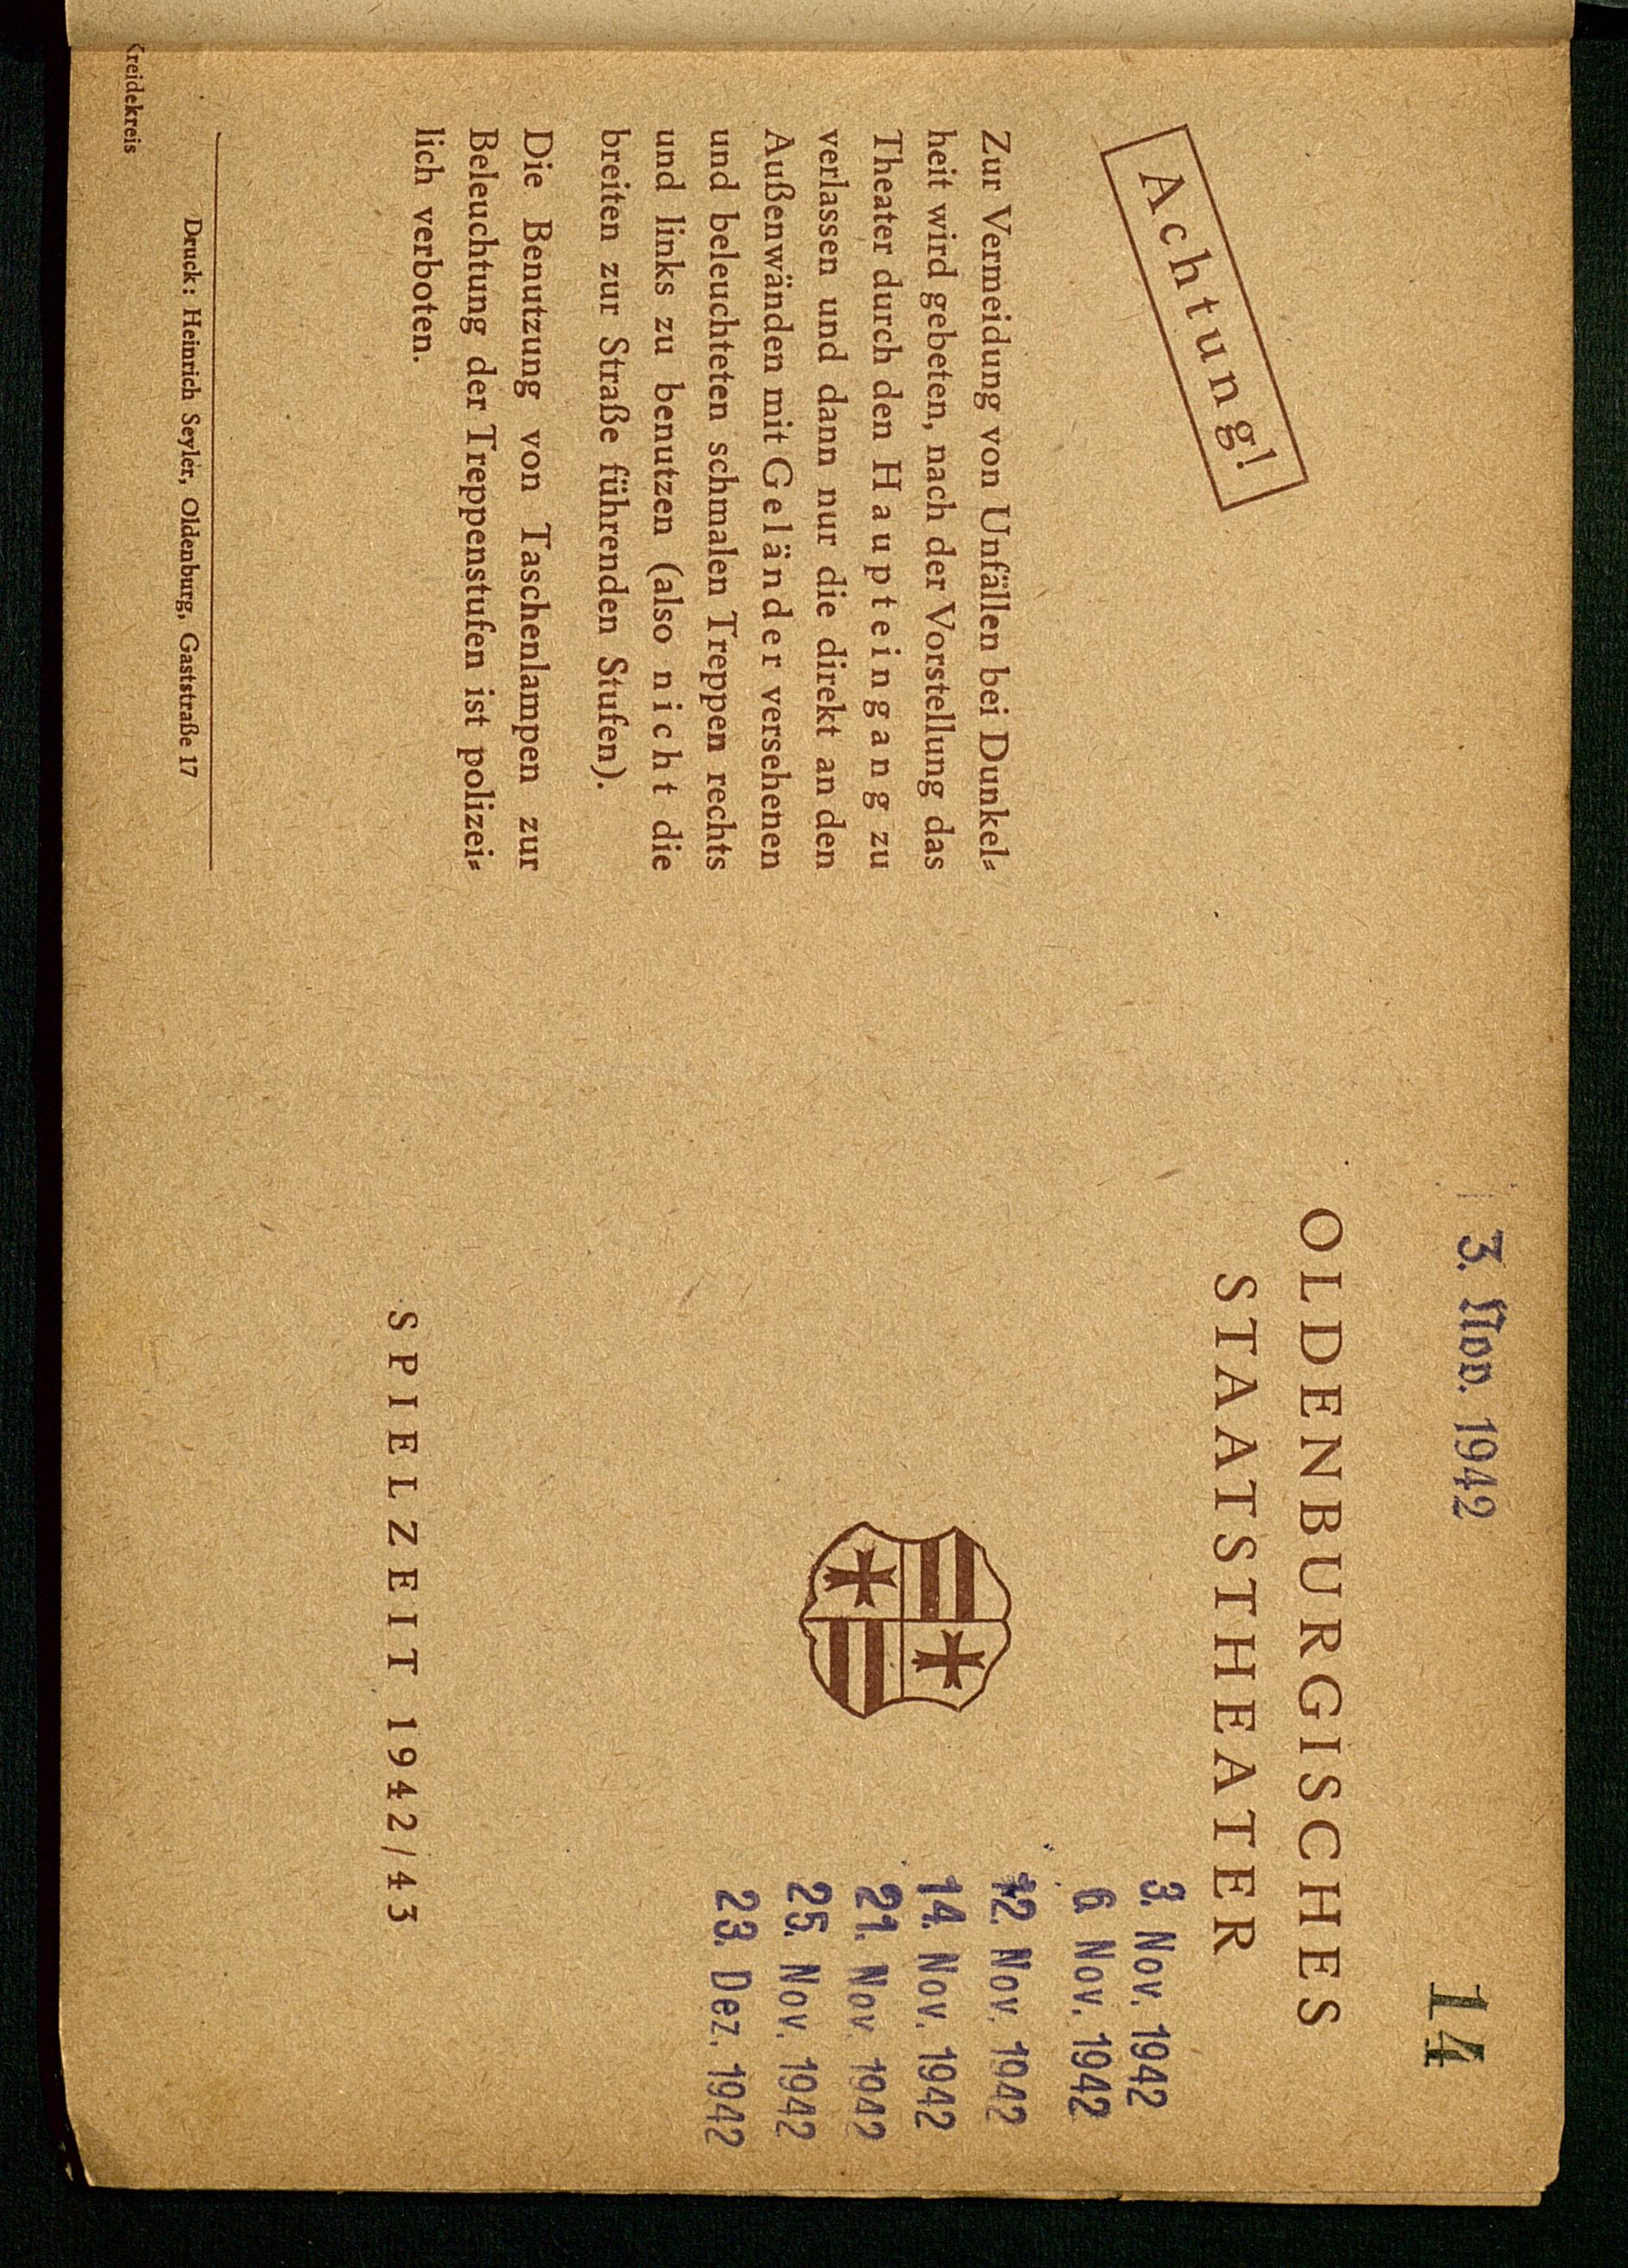 Achtung!
Zur Vermeidung von Unfällen bei Dunkel-
heit wird gebeten, nach der Vorstellung das
Theater durch den Haupteingang zu
verlassen und dann nur die direkt an den
Außenwänden mit Geländer versehenen
und beleuchteten schmalen Treppen rechts
und links zu benutzen (also nicht die
breiten zur Straße führenden Stufen).
Die Benutzung von Taschenlampen zur
Beleuchtung der Treppenstufen ist polizei-
lich verboten.
Druck: Heinrich Seyler, Oldenburg, Gaststraße 17
Kreidekreis
3. Nov. 1942
14
OLDENBURGISCHES
STAATSTHEATER
3. Nov. 1942
6. Nov. 1942
12. Nov. 1942
14. Nov. 1942
21. Nov. 1942
25. Nov. 1942
23. Dez. 1942
SPIELZEIT 1942/43